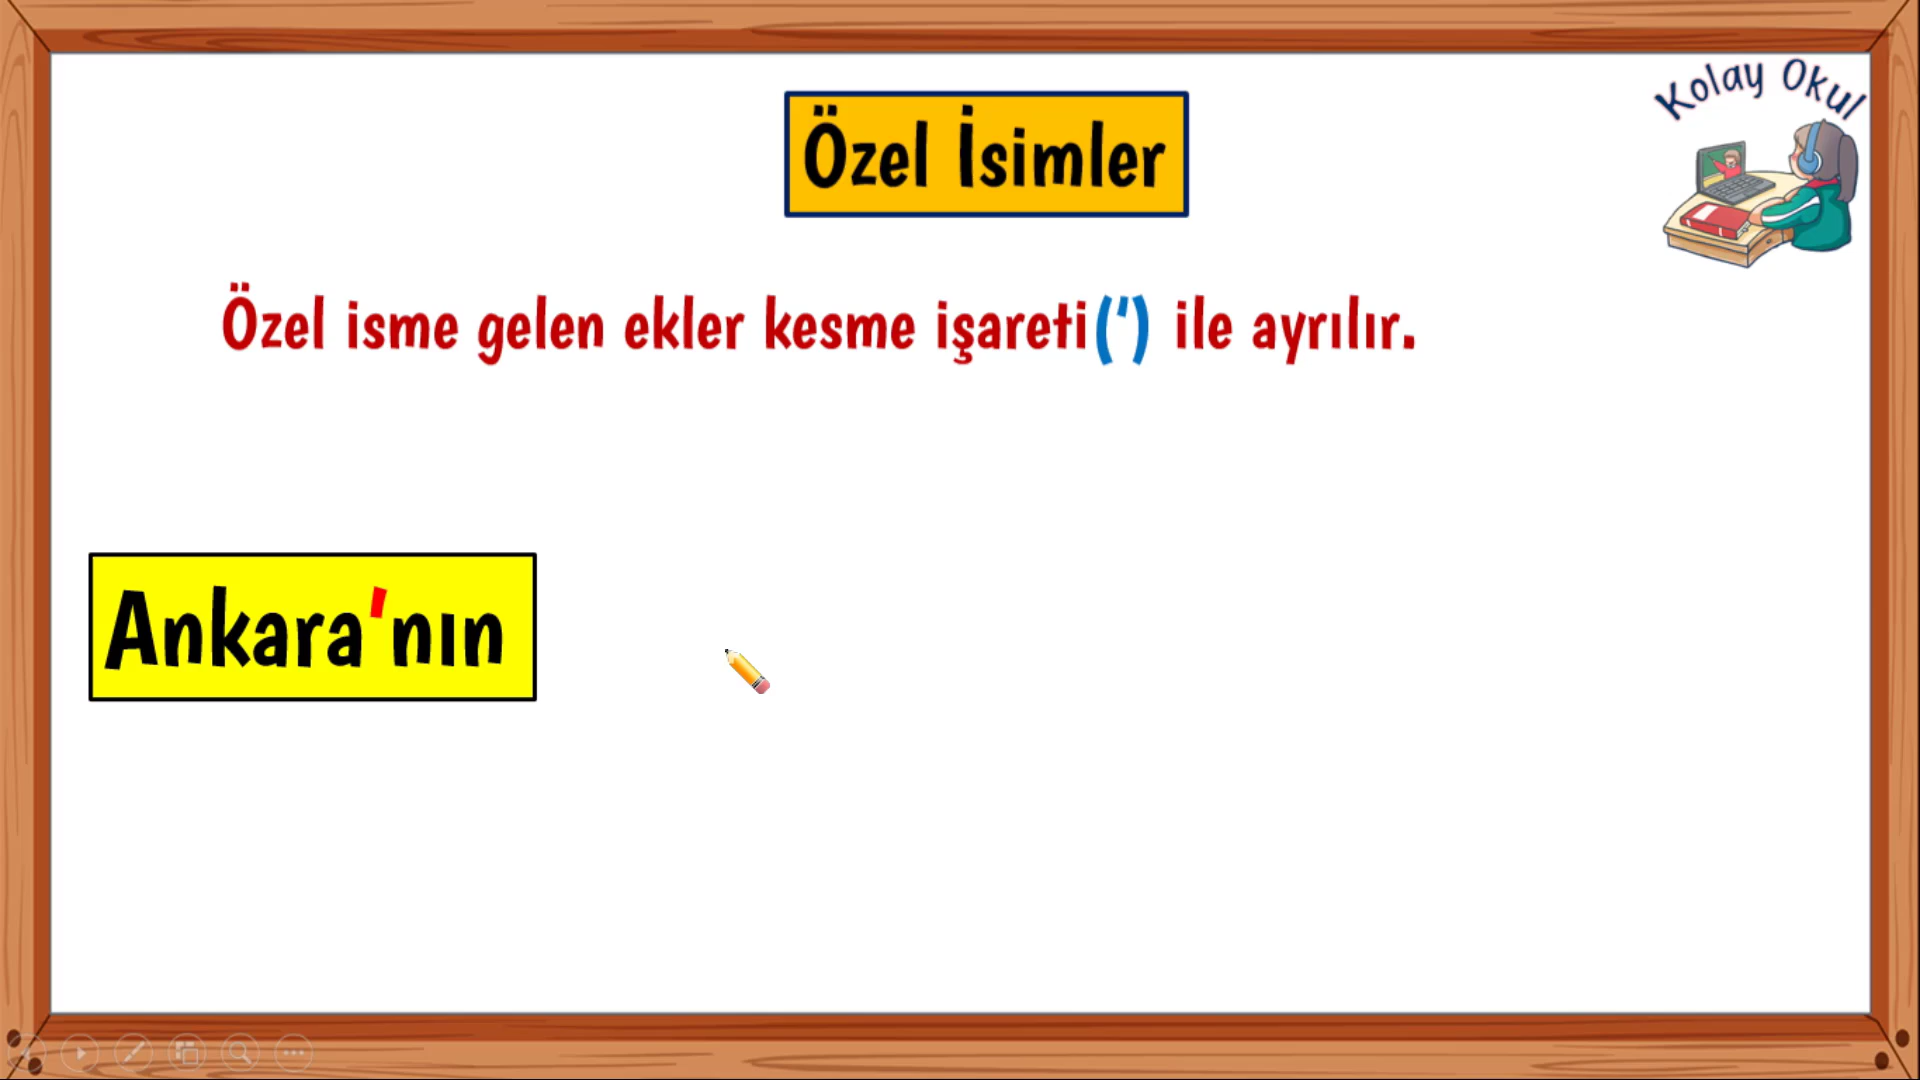 Kolay Okul
Özel İsimler
Özel isme gelen ekler kesme işareti(‘) ile ayrılır.
Ankara'nın